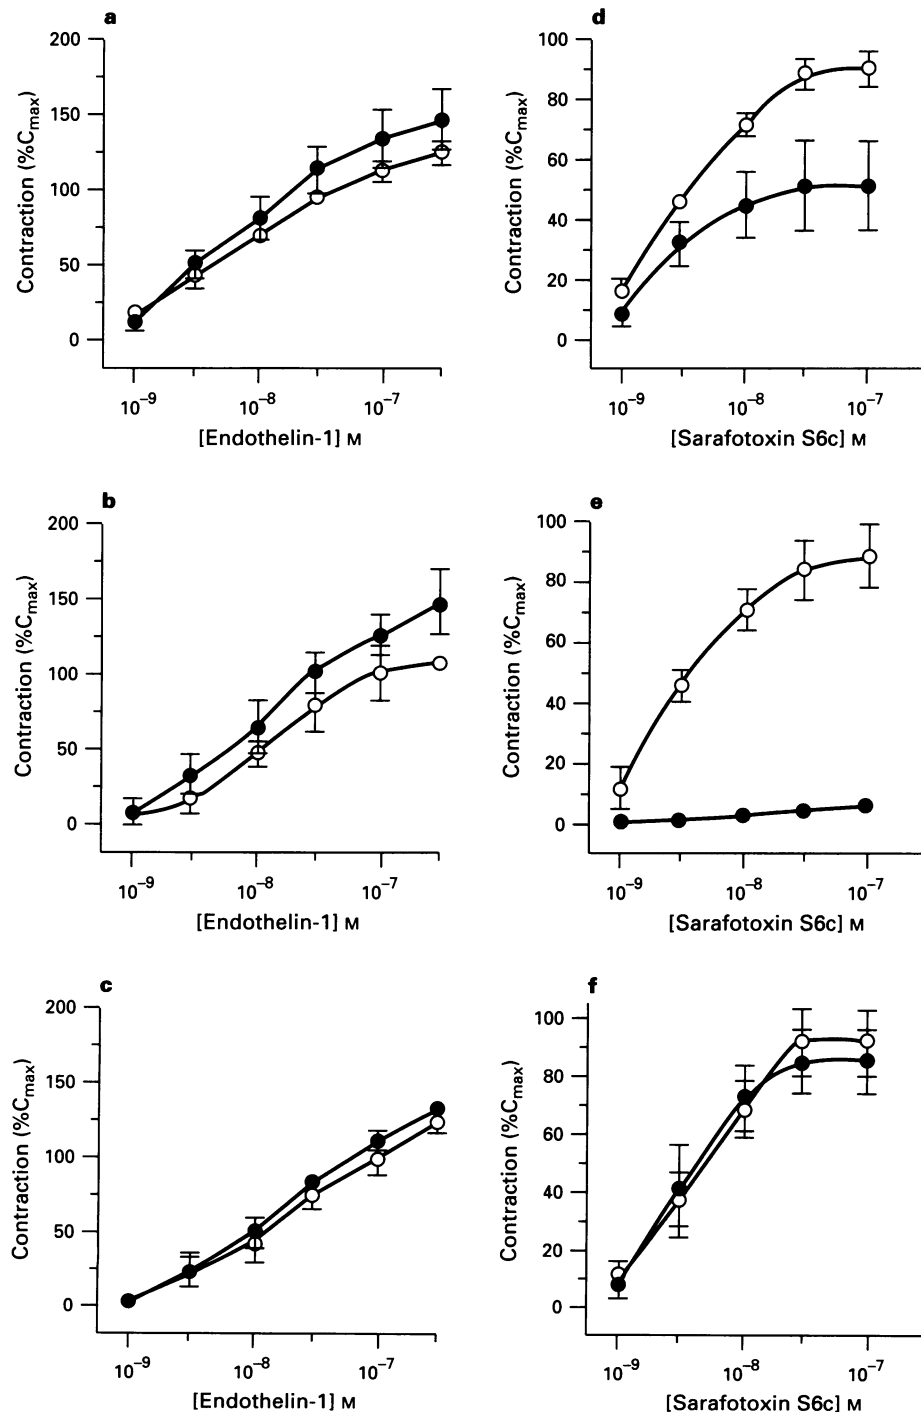 a
200
150
100
50
0
Contraction (%Cmax)
10⁻⁹
10⁻⁸
10⁻⁷
[Endothelin-1] M
d
100
80
60
40
20
0
Contraction (%Cmax)
10⁻⁹
10⁻⁸
10⁻⁷
[Sarafotoxin S6c] M
b
200
150
100
50
0
Contraction (%Cmax)
10⁻⁹
10⁻⁸
10⁻⁷
[Endothelin-1] M
e
100
80
60
40
20
0
Contraction (%Cmax)
10⁻⁹
10⁻⁸
10⁻⁷
[Sarafotoxin S6c] M
c
200
150
100
50
0
Contraction (%Cmax)
10⁻⁹
10⁻⁸
10⁻⁷
[Endothelin-1] M
f
100
80
60
40
20
0
Contraction (%Cmax)
10⁻⁹
10⁻⁸
10⁻⁷
[Sarafotoxin S6c] M